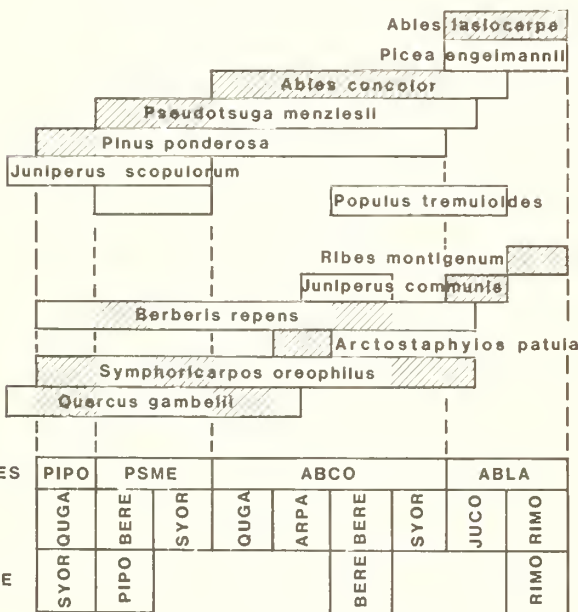 Abies lasiocarpa
Picea engelmannii
Abies concolor
Pseudotsuga menziesii
Pinus ponderosa
Juniperus scopulorum
Populus tremuloides
Ribes montigenum
Juniperus communis
Berberis repens
Arctostaphylos patula
Symphoricarpos oreophilus
Quercus gambelii
ES PIPO PSME ABCO ABLA
QUGA BERE SYOR QUGA ARPA BERE SYOR JUCO RIMO
E SYOR PIPO BERE RIMO